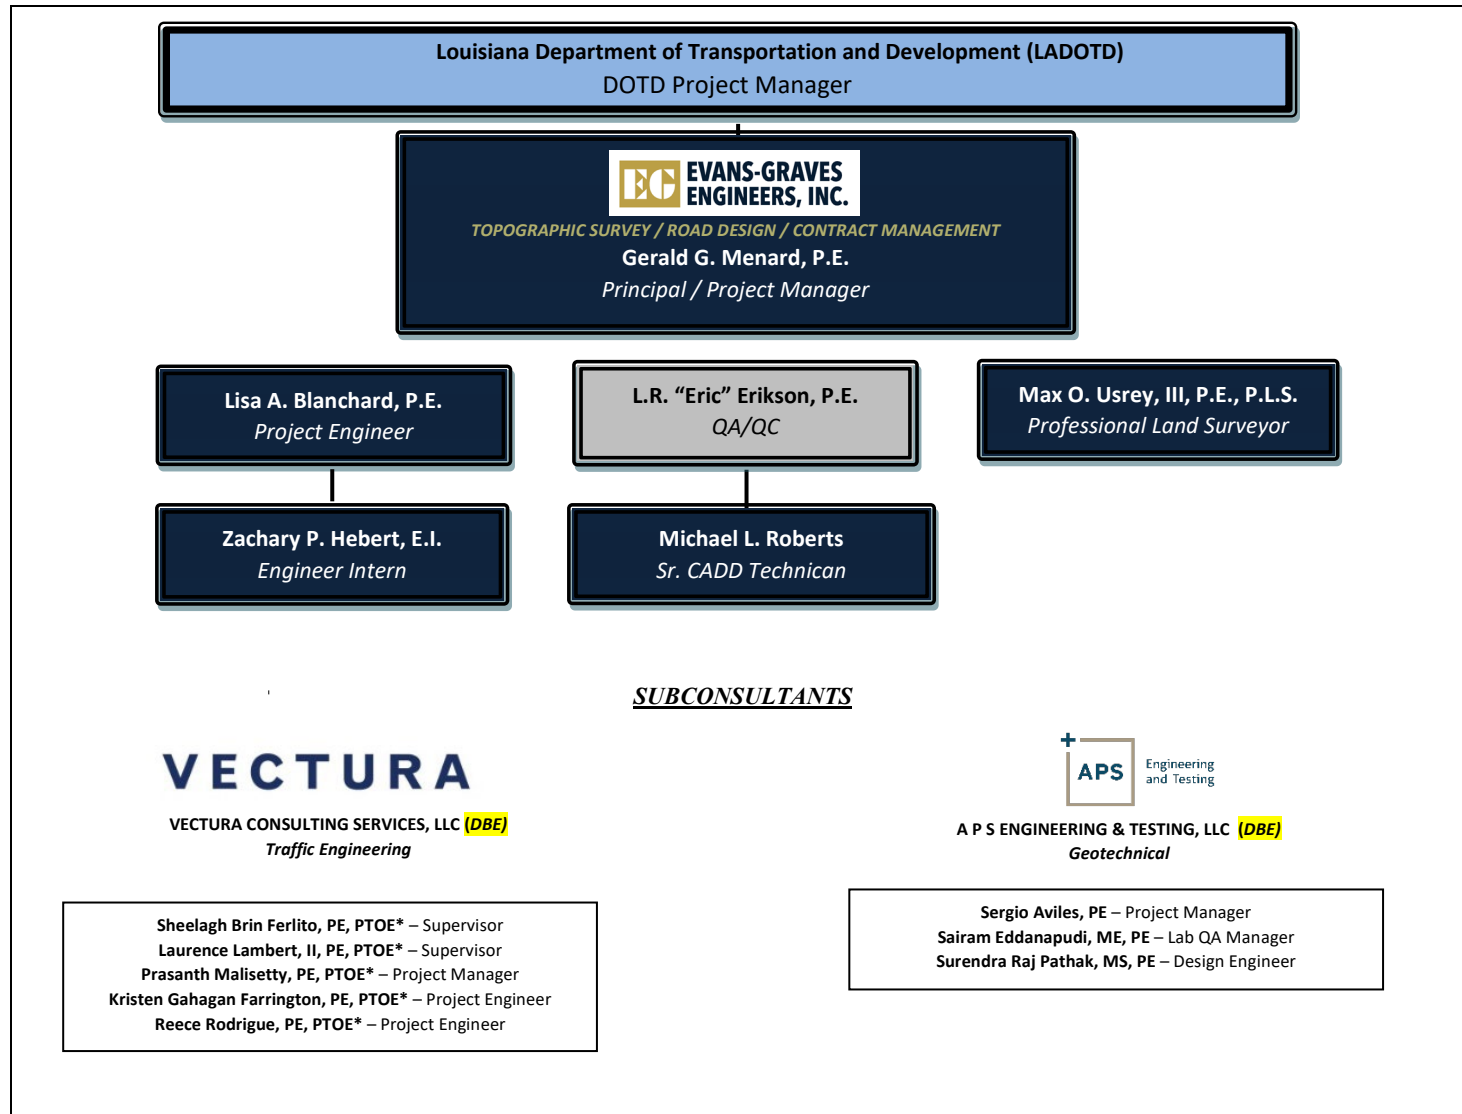 Louisiana Department of Transportation and Development (LADOTD)
DOTD Project Manager
EG EVANS-GRAVES
ENGINEERS, INC.
TOPOGRAPHIC SURVEY / ROAD DESIGN / CONTRACT MANAGEMENT
Gerald G. Menard, P.E.
Principal / Project Manager
Lisa A. Blanchard, P.E.
Project Engineer
L.R. “Eric” Erikson, P.E.
QA/QC
Max O. Usrey, III, P.E., P.L.S.
Professional Land Surveyor
Zachary P. Hebert, E.I.
Engineer Intern
Michael L. Roberts
Sr. CADD Technican
SUBCONSULTANTS
VECTURA
VECTURA CONSULTING SERVICES, LLC (DBE)
Traffic Engineering
Sheelagh Brin Ferlito, PE, PTOE* – Supervisor
Laurence Lambert, II, PE, PTOE* – Supervisor
Prasanth Malisetty, PE, PTOE* – Project Manager
Kristen Gahagan Farrington, PE, PTOE* – Project Engineer
Reece Rodrigue, PE, PTOE* – Project Engineer
APS
Engineering
and Testing
A P S ENGINEERING & TESTING, LLC (DBE)
Geotechnical
Sergio Aviles, PE – Project Manager
Sairam Eddanapudi, ME, PE – Lab QA Manager
Surendra Raj Pathak, MS, PE – Design Engineer